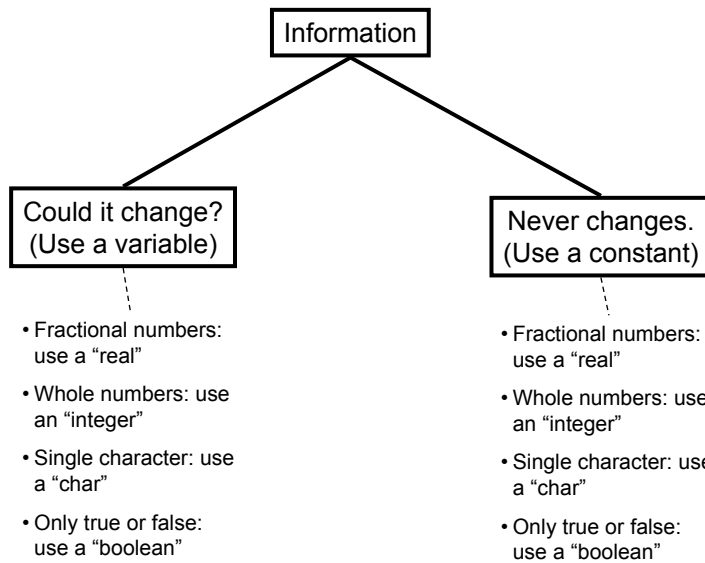 Information
Could it change?
(Use a variable)
Never changes.
(Use a constant)
• Fractional numbers:
use a “real”
• Whole numbers: use
an “integer”
• Single character: use
a “char”
• Only true or false:
use a “boolean”
• Fractional numbers:
use a “real”
• Whole numbers: use
an “integer”
• Single character: use
a “char”
• Only true or false:
use a “boolean”